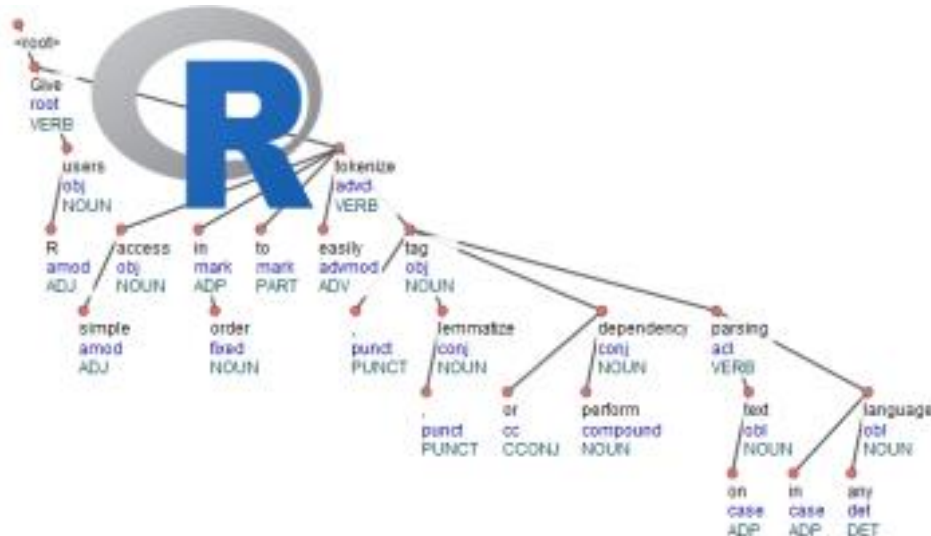 <root>
Give
root
VERB
R
users
obj
NOUN
tokenize
advcl
VERB
R
amod
ADJ
access
obj
NOUN
in
mark
ADP
to
mark
PART
easily
advmod
ADV
tag
obj
NOUN
simple
amod
ADJ
order
fixed
NOUN
,
punct
PUNCT
lemmatize
conj
NOUN
dependency
conj
NOUN
parsing
acl
VERB
,
punct
PUNCT
or
cc
CCONJ
perform
compound
NOUN
text
obl
NOUN
language
obl
NOUN
on
case
ADP
in
case
ADP
any
det
DET